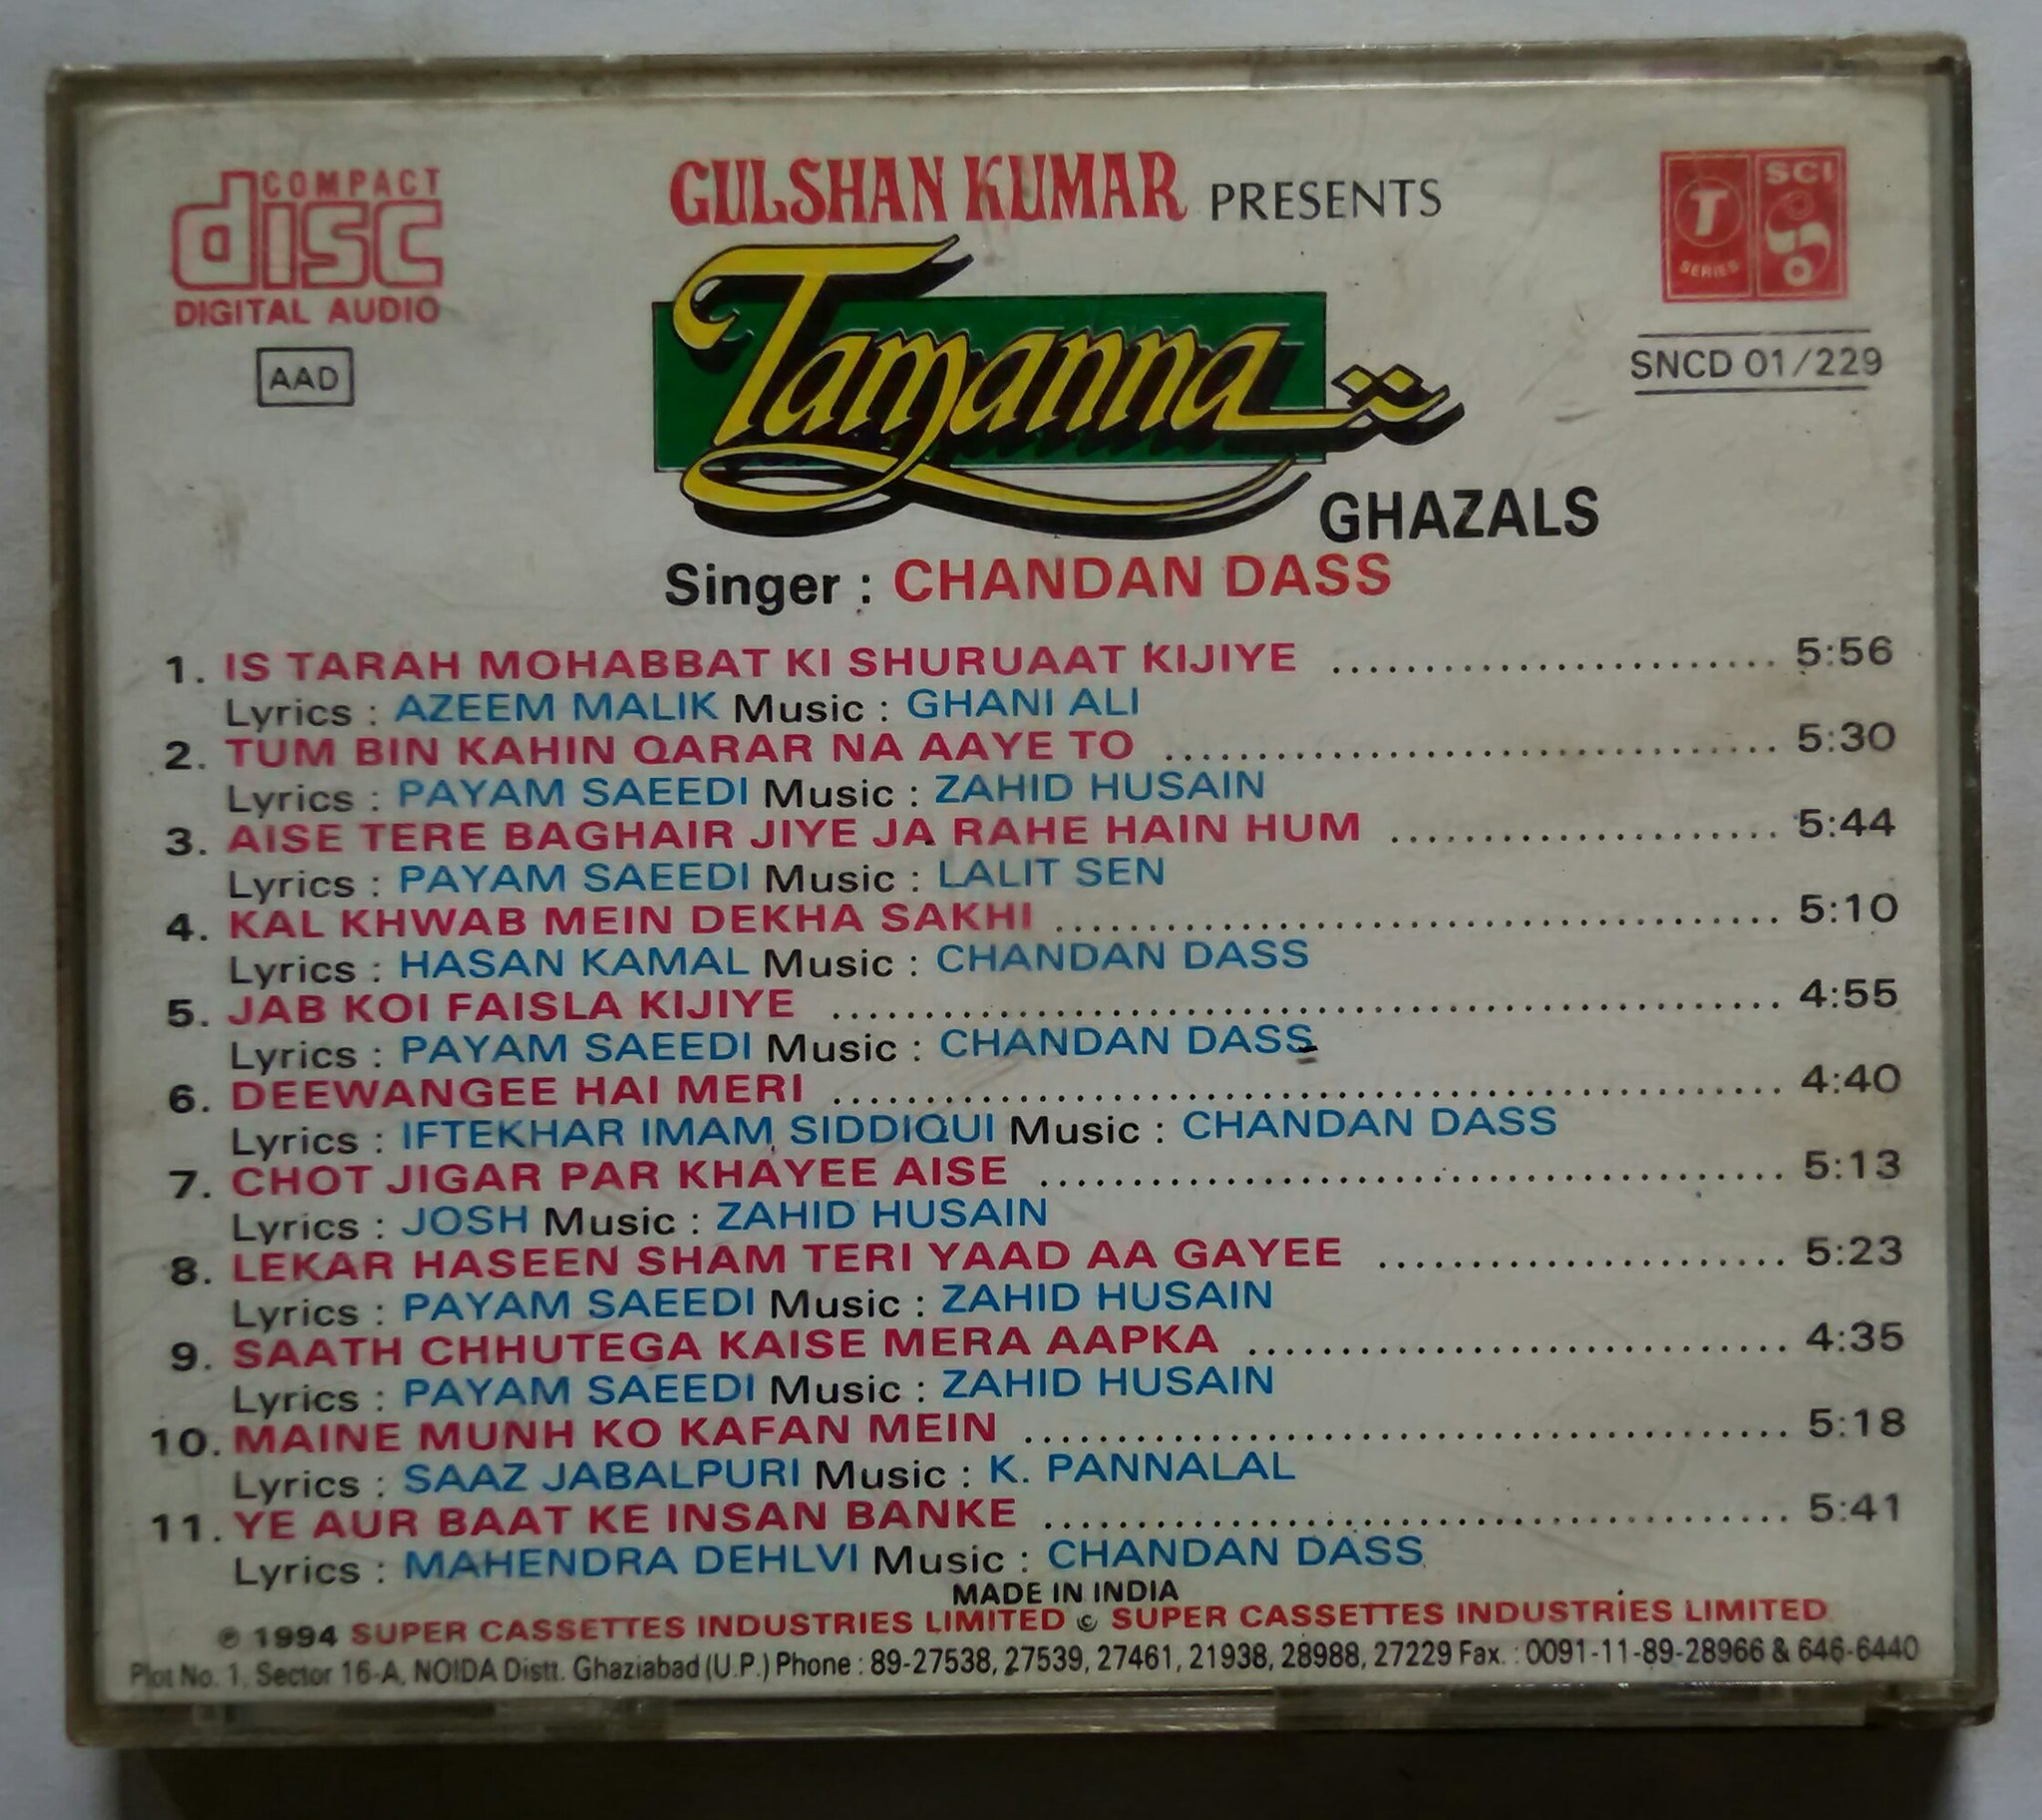 COMPACT
disc
DIGITAL AUDIO
AAD
GULSHAN KUMAR PRESENTS
T SERIES SCI
SNCD 01/229
Tamanna
GHAZALS
Singer : CHANDAN DASS
1. IS TARAH MOHABBAT KI SHURUAAT KIJIYE .............................. 5:56
Lyrics : AZEEM MALIK Music : GHANI ALI
2. TUM BIN KAHIN QARAR NA AAYE TO .............................. 5:30
Lyrics : PAYAM SAEEDI Music : ZAHID HUSAIN
3. AISE TERE BAGHAIR JIYE JA RAHE HAIN HUM .............................. 5:44
Lyrics : PAYAM SAEEDI Music : LALIT SEN
4. KAL KHWAB MEIN DEKHA SAKHI .............................. 5:10
Lyrics : HASAN KAMAL Music : CHANDAN DASS
5. JAB KOI FAISLA KIJIYE .............................. 4:55
Lyrics : PAYAM SAEEDI Music : CHANDAN DASS
6. DEEWANGEE HAI MERI .............................. 4:40
Lyrics : IFTEKHAR IMAM SIDDIQUI Music : CHANDAN DASS
7. CHOT JIGAR PAR KHAYEE AISE .............................. 5:13
Lyrics : JOSH Music : ZAHID HUSAIN
8. LEKAR HASEEN SHAM TERI YAAD AA GAYEE .............................. 5:23
Lyrics : PAYAM SAEEDI Music : ZAHID HUSAIN
9. SAATH CHHUTEGA KAISE MERA AAPKA .............................. 4:35
Lyrics : PAYAM SAEEDI Music : ZAHID HUSAIN
10. MAINE MUNH KO KAFAN MEIN .............................. 5:18
Lyrics : SAAZ JABALPURI Music : K. PANNALAL
11. YE AUR BAAT KE INSAN BANKE .............................. 5:41
Lyrics : MAHENDRA DEHLVI Music : CHANDAN DASS
MADE IN INDIA
℗ 1994 SUPER CASSETTES INDUSTRIES LIMITED © SUPER CASSETTES INDUSTRIES LIMITED
Plot No. 1, Sector 16-A, NOIDA Distt. Ghaziabad (U.P.) Phone : 89-27538, 27539, 27461, 21938, 28988, 27229 Fax. : 0091-11-89-28966 & 646-6440